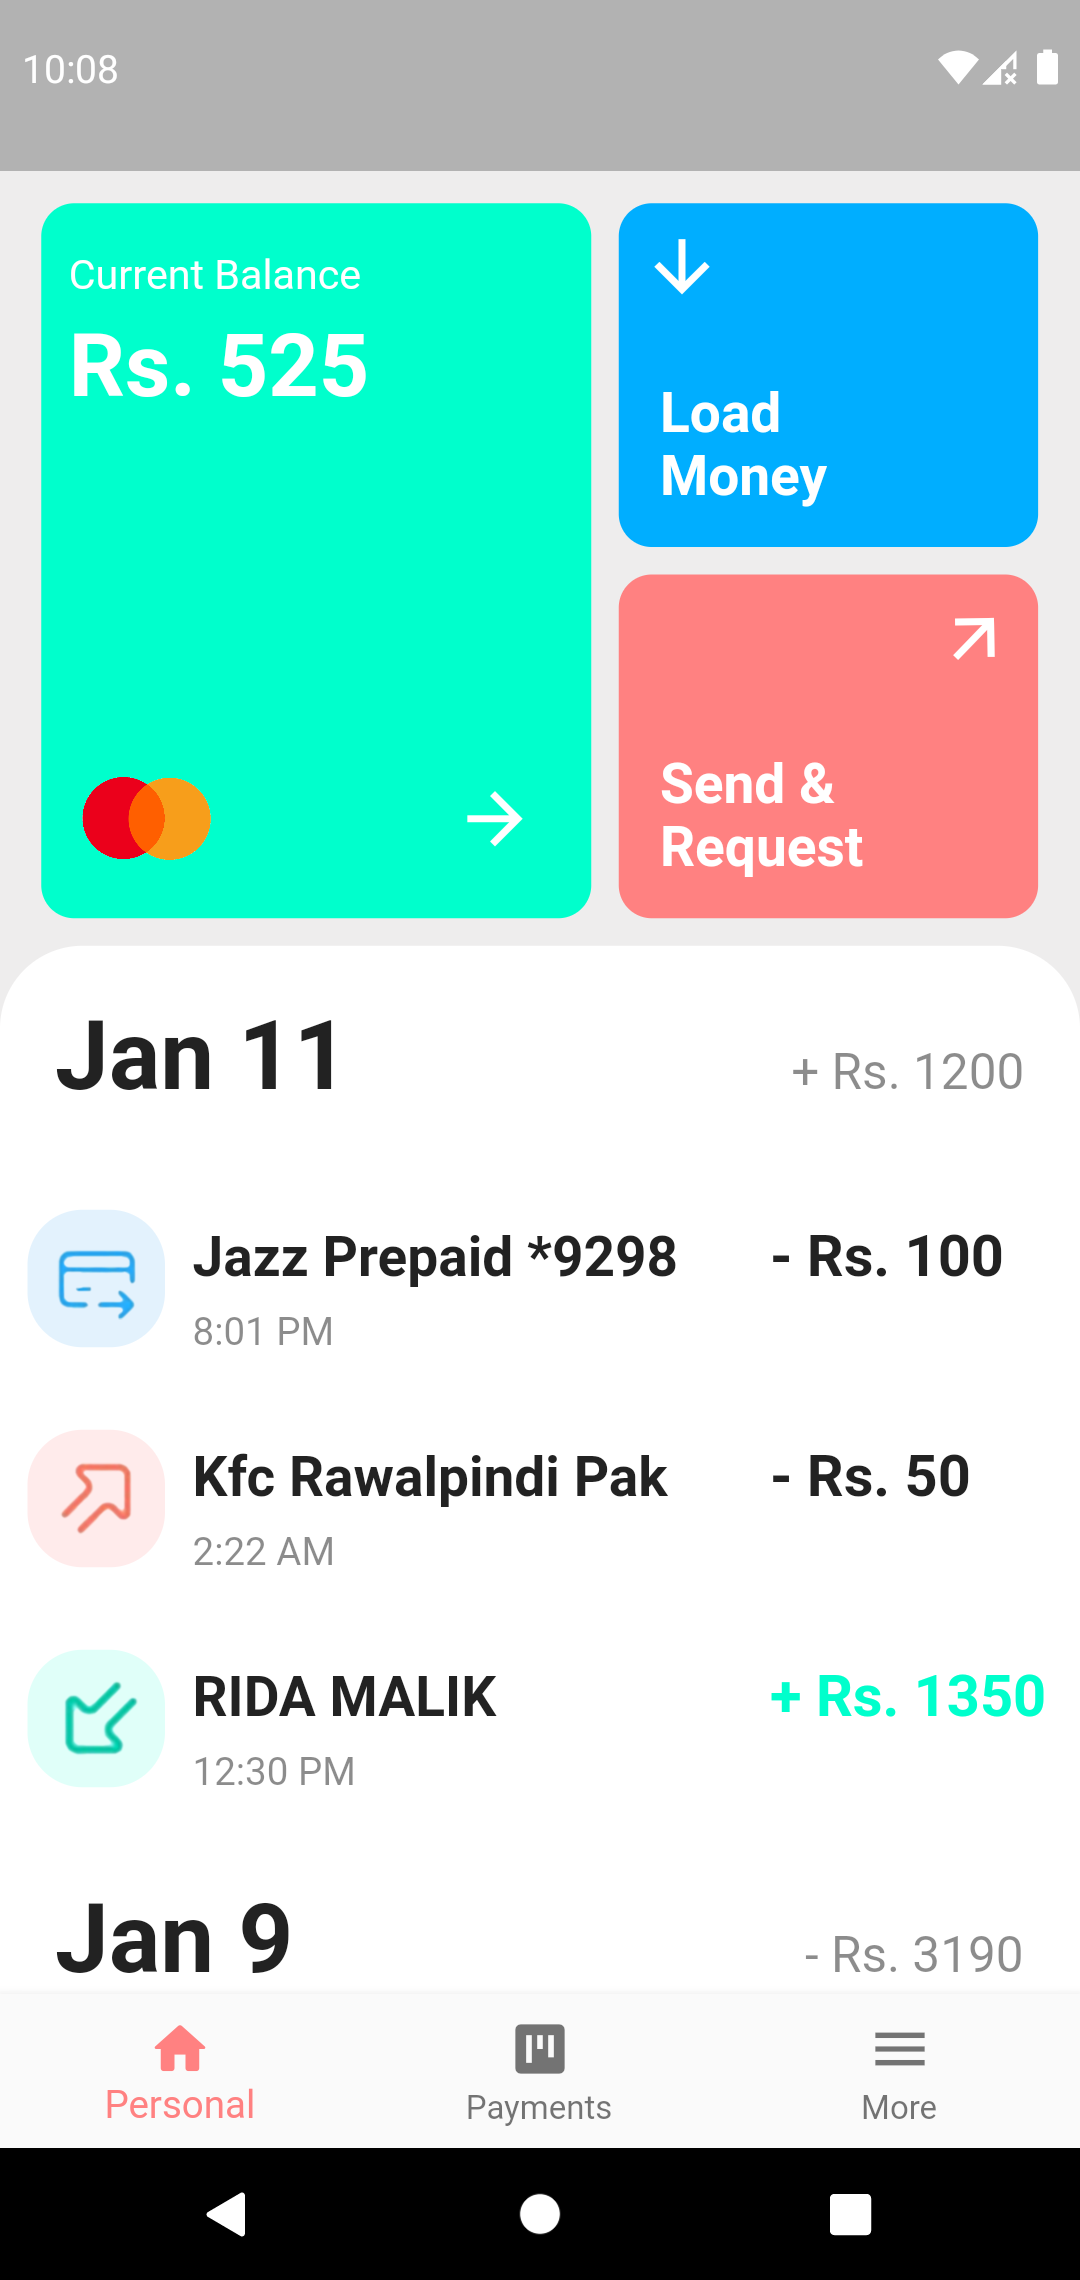 10:08
Current Balance
Rs. 525
Load
Money
Send &
Request
Jan 11
+ Rs. 1200
Jazz Prepaid *9298
- Rs. 100
8:01 PM
Kfc Rawalpindi Pak
- Rs. 50
2:22 AM
RIDA MALIK
+ Rs. 1350
12:30 PM
Jan 9
- Rs. 3190
Personal
Payments
More